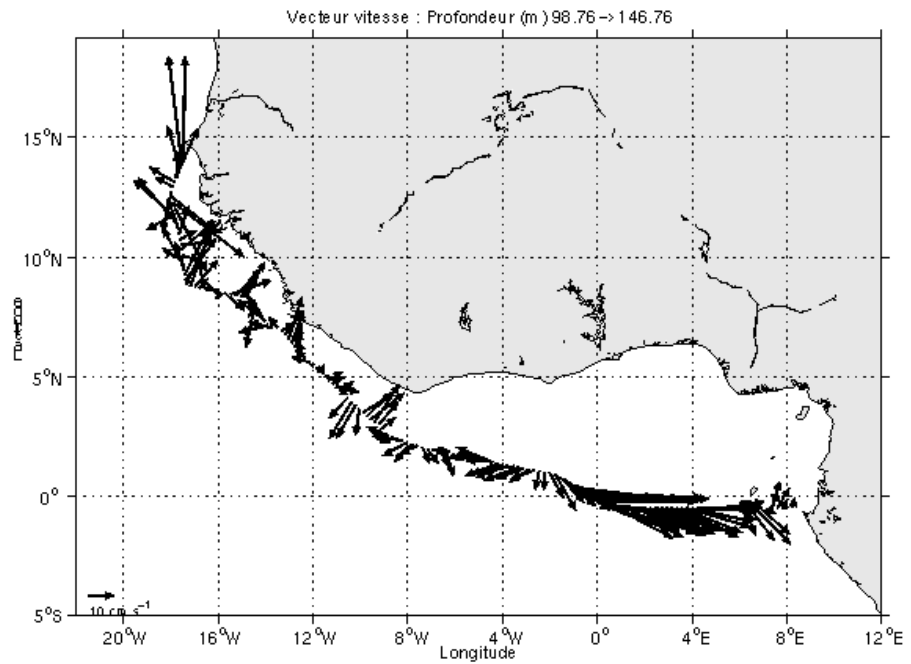 Vecteur vitesse : Profondeur (m) 98.76 −> 146.76
15°N
10°N
5°N
0°
5°S
10 cm s⁻¹
20°W 16°W 12°W 8°W 4°W 0° 4°E 8°E 12°E
Longitude